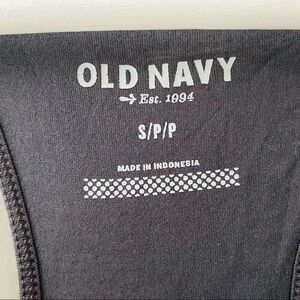 OLD NAVY
Est. 1994
S/P/P
MADE IN INDONESIA